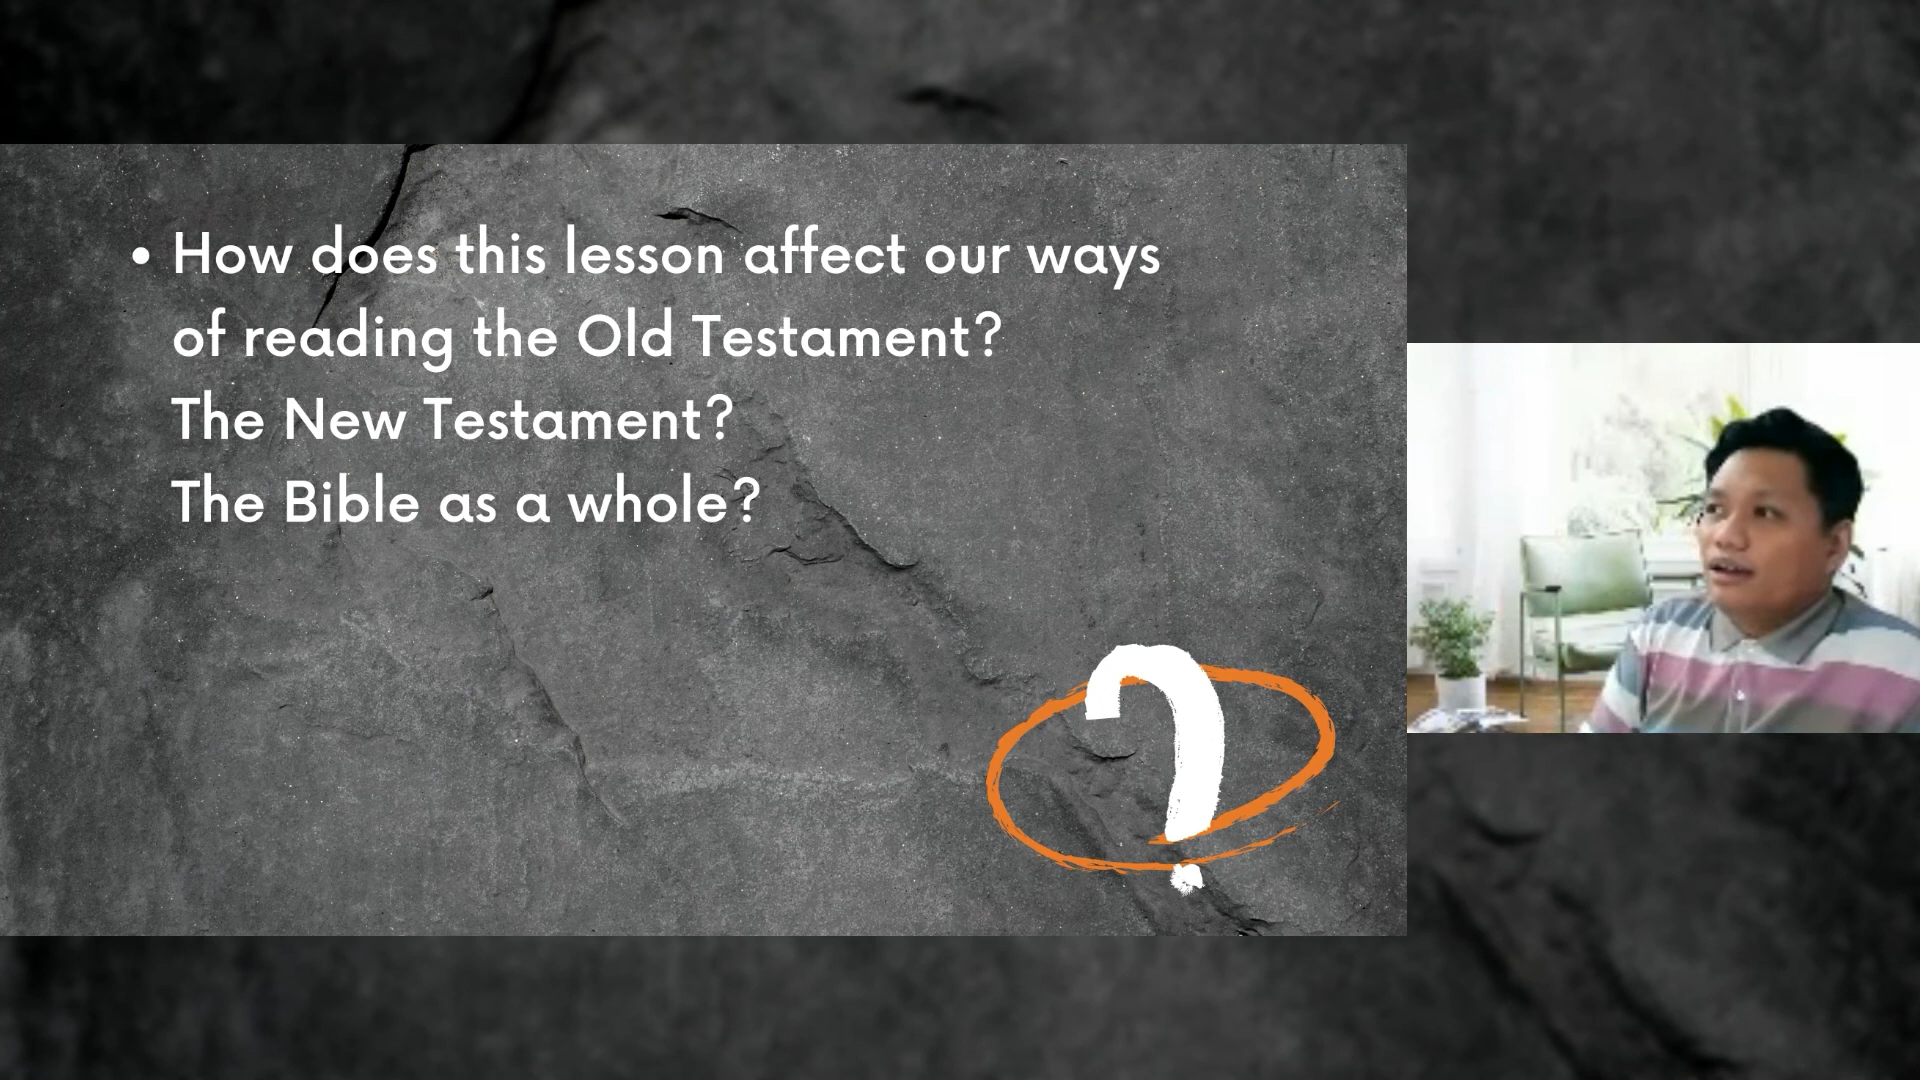 • How does this lesson affect our ways
of reading the Old Testament?
The New Testament?
The Bible as a whole?
?